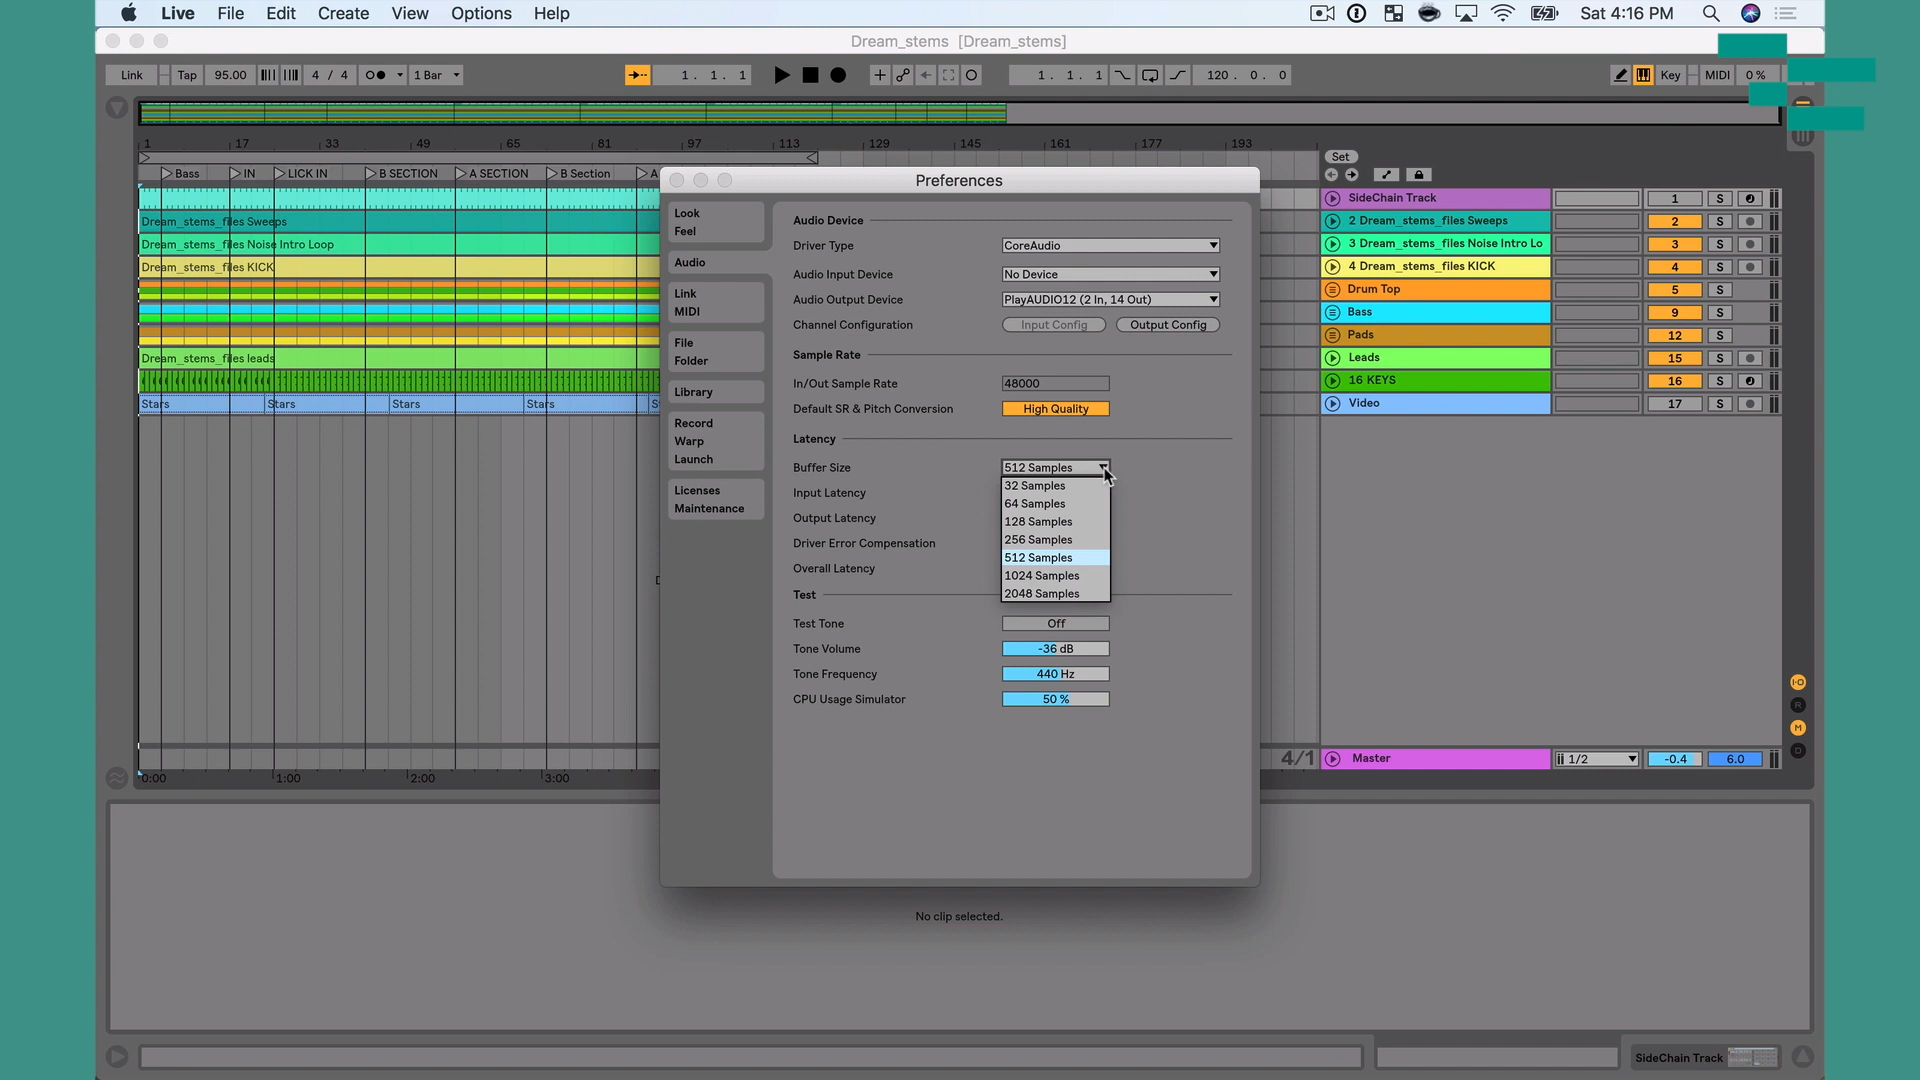 Live File Edit Create View Options Help Sat 4:16 PM
Dream_stems [Dream_stems]
Link Tap 95.00 4 / 4 1 Bar 1. 1. 1 1. 1. 1 120. 0. 0 Key MIDI 0 %
1 17 33 49 65 81 97 113 129 145 161 177 193
Set
Bass IN LICK IN B SECTION A SECTION B Section A
Dream_stems_files Sweeps
Dream_stems_files Noise Intro Loop
Dream_stems_files KICK
Dream_stems_files leads
Stars Stars Stars Stars S
0:00 1:00 2:00 3:00
4/1
Preferences
Look
Feel
Audio
Link
MIDI
File
Folder
Library
Record
Warp
Launch
Licenses
Maintenance
Audio Device
Driver Type CoreAudio
Audio Input Device No Device
Audio Output Device PlayAUDIO12 (2 In, 14 Out)
Channel Configuration Input Config Output Config
Sample Rate
In/Out Sample Rate 48000
Default SR & Pitch Conversion High Quality
Latency
Buffer Size 512 Samples
32 Samples
64 Samples
128 Samples
256 Samples
512 Samples
1024 Samples
2048 Samples
Input Latency
Output Latency
Driver Error Compensation
Overall Latency
Test
Test Tone Off
Tone Volume -36 dB
Tone Frequency 440 Hz
CPU Usage Simulator 50 %
SideChain Track 1 S
2 Dream_stems_files Sweeps 2 S
3 Dream_stems_files Noise Intro Lo 3 S
4 Dream_stems_files KICK 4 S
Drum Top 5 S
Bass 9 S
Pads 12 S
Leads 15 S
16 KEYS 16 S
Video 17 S
I-O
R
M
D
Master 1/2 -0.4 6.0
No clip selected.
SideChain Track